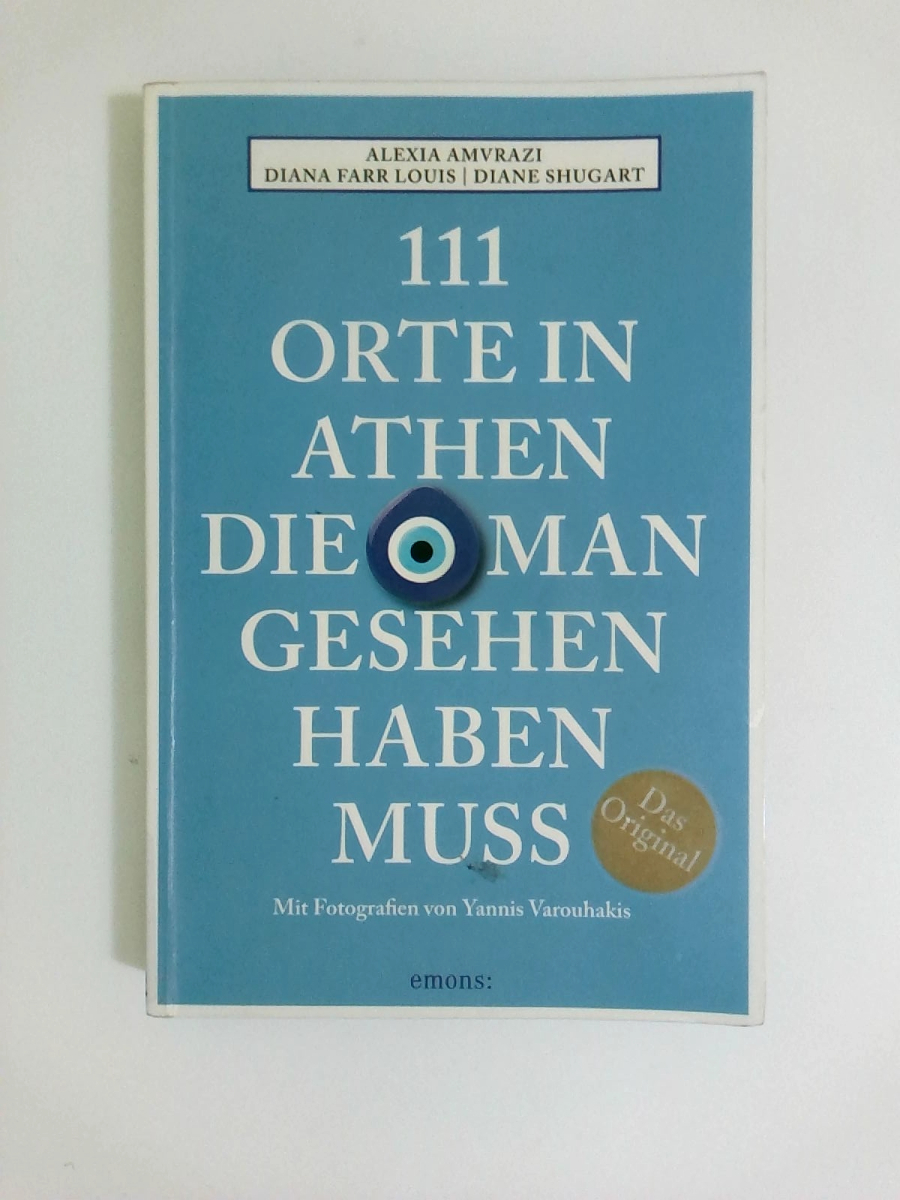 ALEXIA AMVRAZI
DIANA FARR LOUIS | DIANE SHUGART
111
ORTE IN
ATHEN
DIE MAN
GESEHEN
HABEN
MUSS
Das
Original
Mit Fotografien von Yannis Varouhakis
emons: